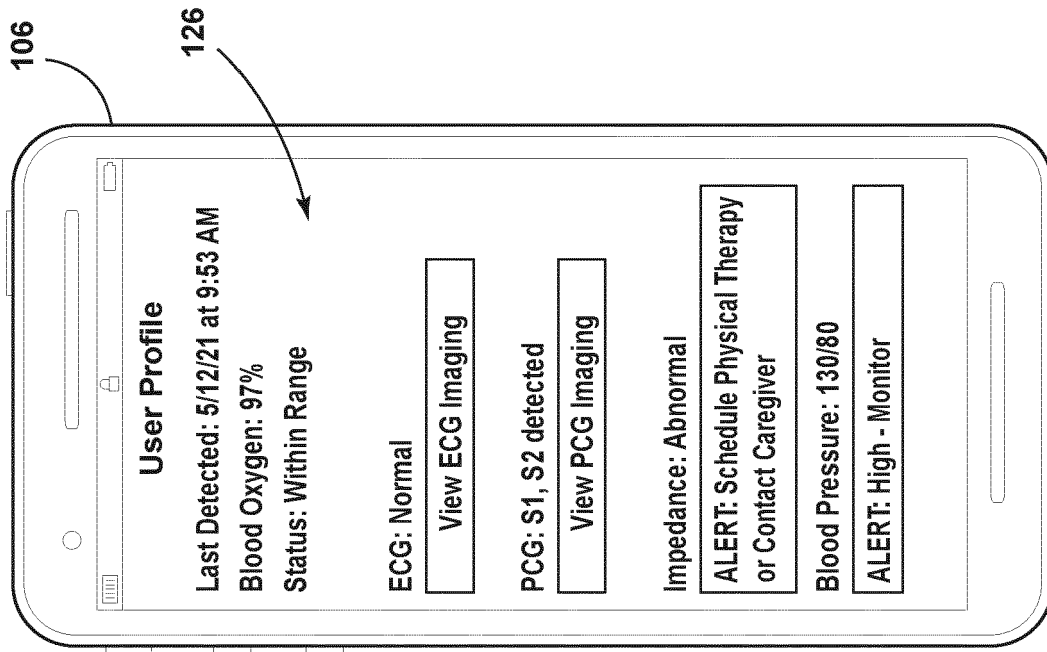 106
126
User Profile
Last Detected: 5/12/21 at 9:53 AM
Blood Oxygen: 97%
Status: Within Range
ECG: Normal
View ECG Imaging
PCG: S1, S2 detected
View PCG Imaging
Impedance: Abnormal
ALERT: Schedule Physical Therapy
or Contact Caregiver
Blood Pressure: 130/80
ALERT: High - Monitor